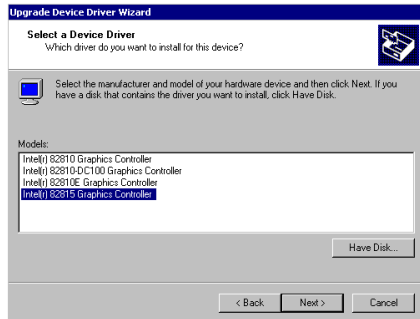 Upgrade Device Driver Wizard
Select a Device Driver
Which driver do you want to install for this device?
Select the manufacturer and model of your hardware device and then click Next. If you
have a disk that contains the driver you want to install, click Have Disk.
Models:
Intel(r) 82810 Graphics Controller
Intel(r) 82810-DC100 Graphics Controller
Intel(r) 82810E Graphics Controller
Intel(r) 82815 Graphics Controller
Have Disk...
< Back
Next >
Cancel